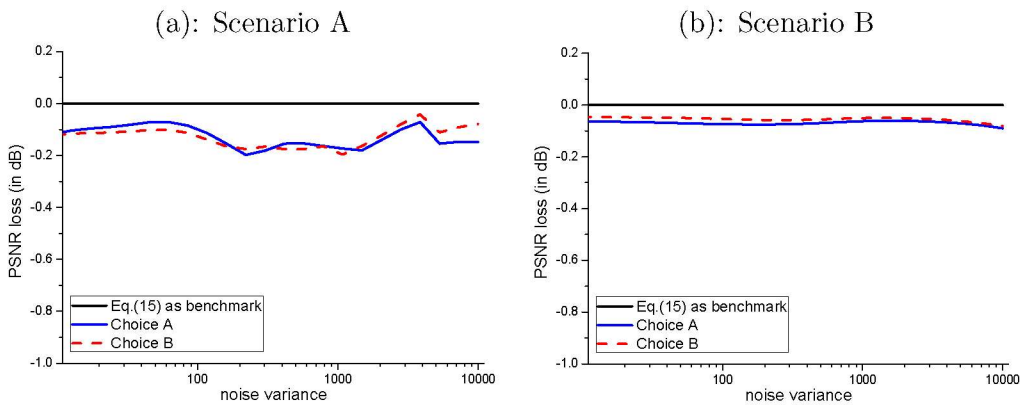 (a): Scenario A
0.2
0.0
-0.2
-0.4
-0.6
-0.8
-1.0
PSNR loss (in dB)
Eq.(15) as benchmark
Choice A
Choice B
100
1000
10000
noise variance
(b): Scenario B
0.2
0.0
-0.2
-0.4
-0.6
-0.8
-1.0
PSNR loss (in dB)
Eq.(15) as benchmark
Choice A
Choice B
100
1000
10000
noise variance